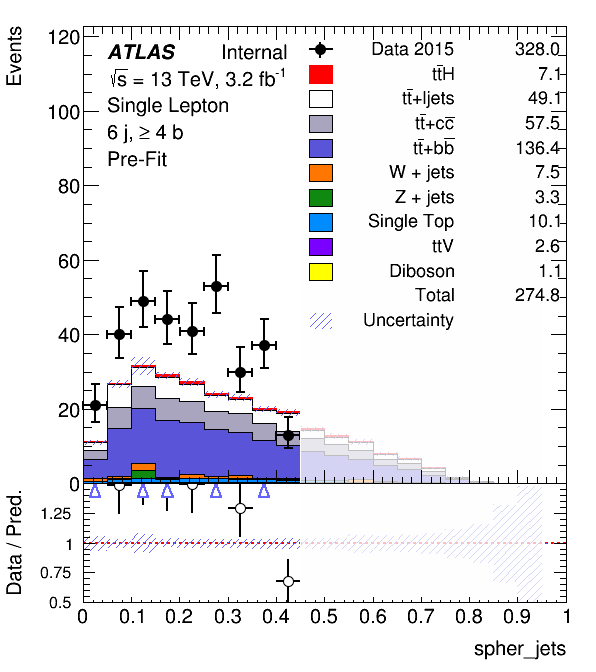 Events
120
100
80
60
40
20
0
ATLAS Internal
√s = 13 TeV, 3.2 fb⁻¹
Single Lepton
6 j, ≥ 4 b
Pre-Fit
Data 2015 328.0
tt̄H 7.1
tt̄+ljets 49.1
tt̄+cc̄ 57.5
tt̄+bb̄ 136.4
W + jets 7.5
Z + jets 3.3
Single Top 10.1
ttV 2.6
Diboson 1.1
Total 274.8
Uncertainty
Data / Pred.
1.25
1
0.75
0.5
0 0.1 0.2 0.3 0.4 0.5 0.6 0.7 0.8 0.9 1
spher_jets